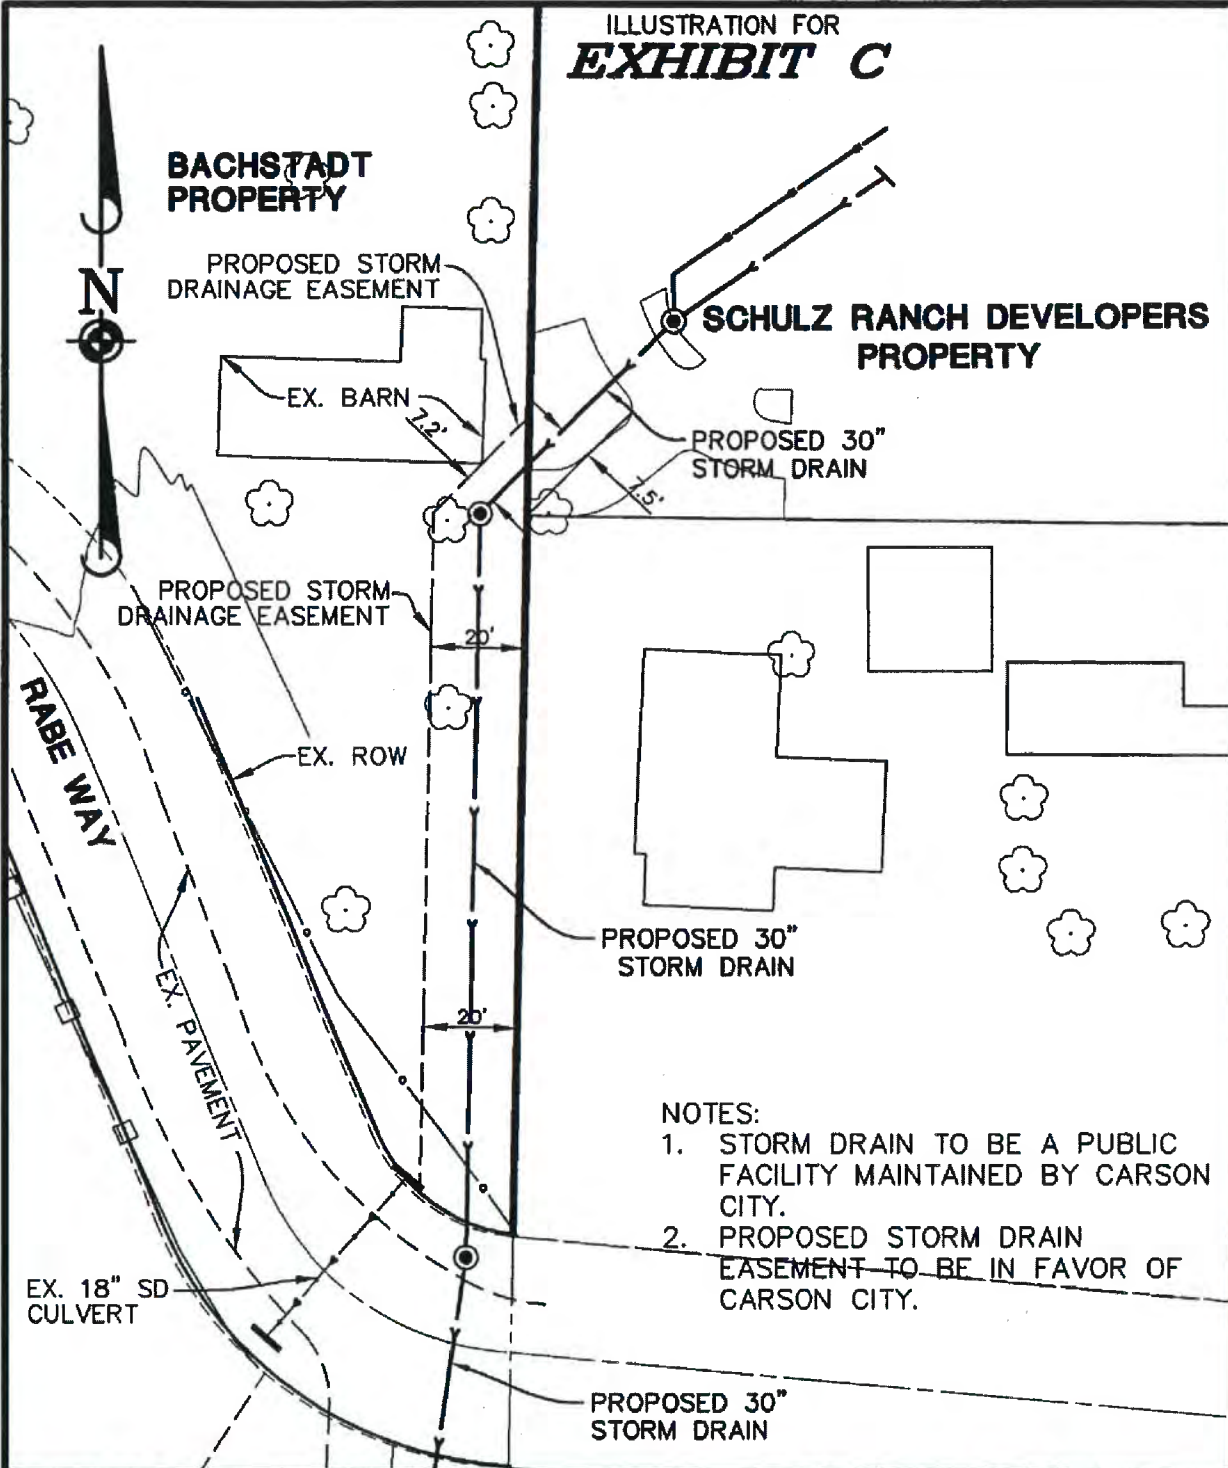 ILLUSTRATION FOR
EXHIBIT C
BACHSTADT
PROPERTY
PROPOSED STORM
DRAINAGE EASEMENT
N
SCHULZ RANCH DEVELOPERS
PROPERTY
EX. BARN
7.2'
PROPOSED 30"
STORM DRAIN
7.5'
PROPOSED STORM
DRAINAGE EASEMENT
20'
RABE WAY
EX. ROW
PROPOSED 30"
STORM DRAIN
EX. PAVEMENT
20'
NOTES:
1. STORM DRAIN TO BE A PUBLIC
FACILITY MAINTAINED BY CARSON
CITY.
2. PROPOSED STORM DRAIN
EASEMENT TO BE IN FAVOR OF
CARSON CITY.
EX. 18" SD
CULVERT
PROPOSED 30"
STORM DRAIN